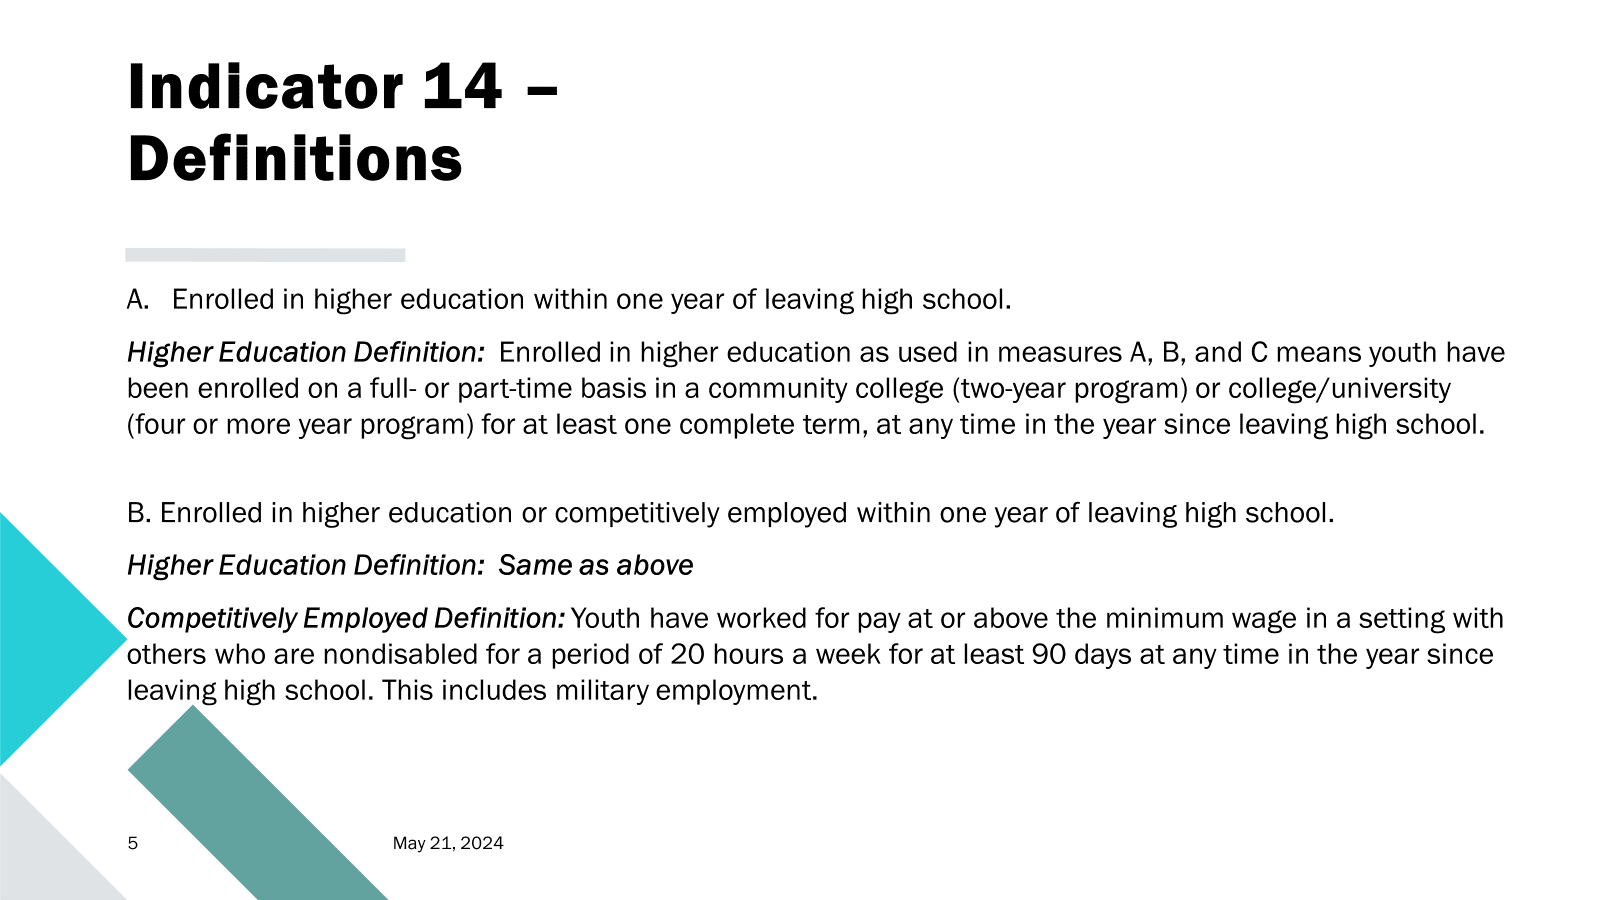 Indicator 14 –
Definitions
A. Enrolled in higher education within one year of leaving high school.
Higher Education Definition: Enrolled in higher education as used in measures A, B, and C means youth have
been enrolled on a full- or part-time basis in a community college (two-year program) or college/university
(four or more year program) for at least one complete term, at any time in the year since leaving high school.
B. Enrolled in higher education or competitively employed within one year of leaving high school.
Higher Education Definition: Same as above
Competitively Employed Definition: Youth have worked for pay at or above the minimum wage in a setting with
others who are nondisabled for a period of 20 hours a week for at least 90 days at any time in the year since
leaving high school. This includes military employment.
5 May 21, 2024